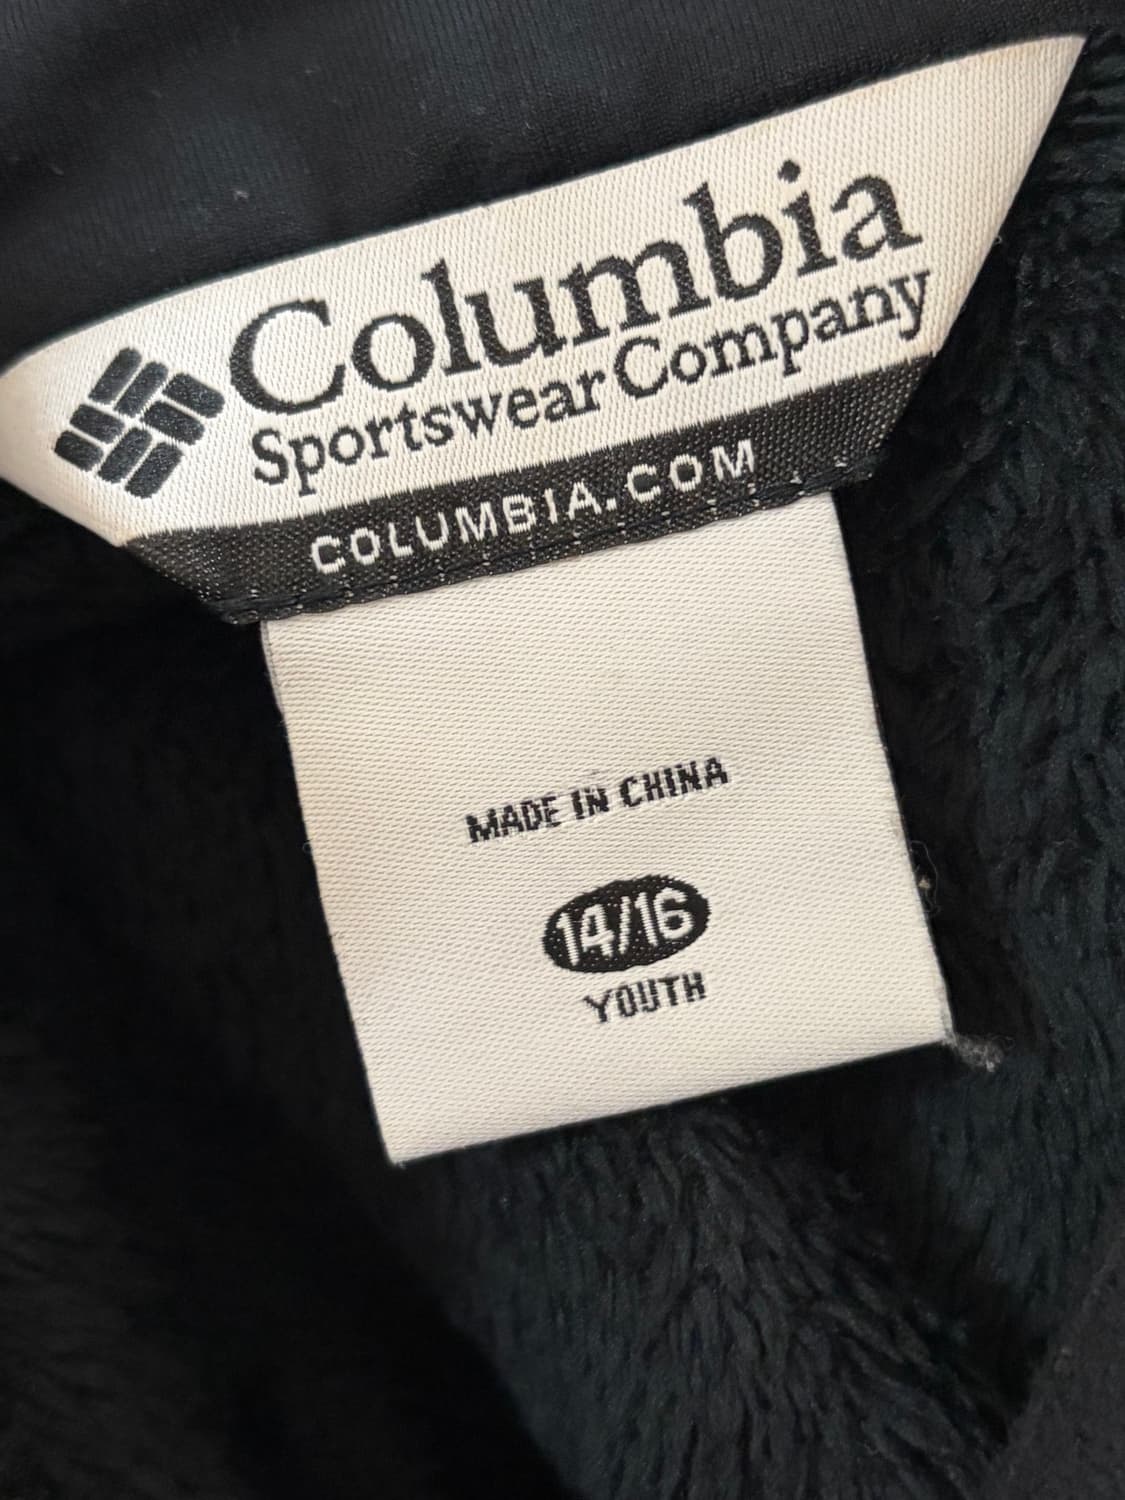 Columbia
Sportswear Company
COLUMBIA.COM
MADE IN CHINA
14/16
YOUTH